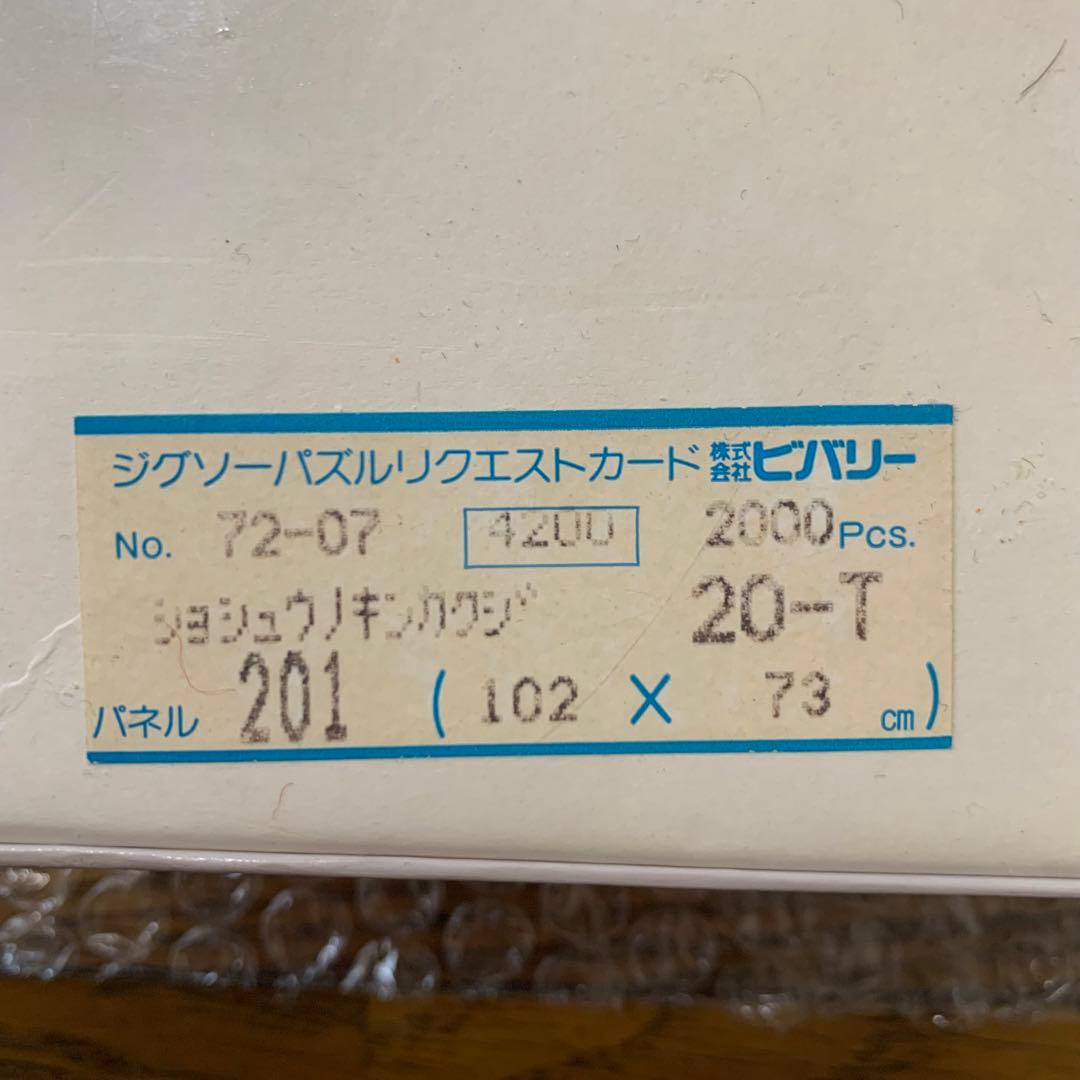 ジグソーパズルリクエストカード 株式会社ビバリー
No. 72-07 4200 2000Pcs.
ショシュウノキンカクジ 20-T
パネル 201 ( 102 × 73 cm )